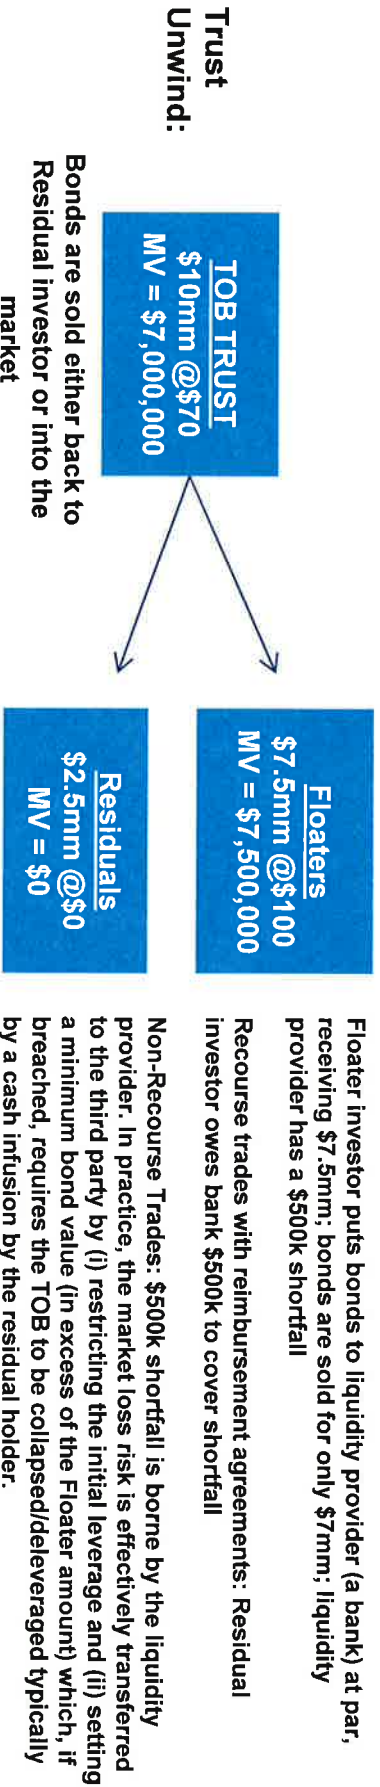 Trust
Unwind:
TOB TRUST
$10mm @$70
MV = $7,000,000
Bonds are sold either back to
Residual investor or into the
market
Floaters
$7.5mm @$100
MV = $7,500,000
Residuals
$2.5mm @$0
MV = $0
Floater investor puts bonds to liquidity provider (a bank) at par,
receiving $7.5mm; bonds are sold for only $7mm; liquidity
provider has a $500k shortfall
Recourse trades with reimbursement agreements: Residual
investor owes bank $500k to cover shortfall
Non-Recourse Trades: $500k shortfall is borne by the liquidity
provider. In practice, the market loss risk is effectively transferred
to the third party by (i) restricting the initial leverage and (ii) setting
a minimum bond value (in excess of the Floater amount) which, if
breached, requires the TOB to be collapsed/deleveraged typically
by a cash infusion by the residual holder.